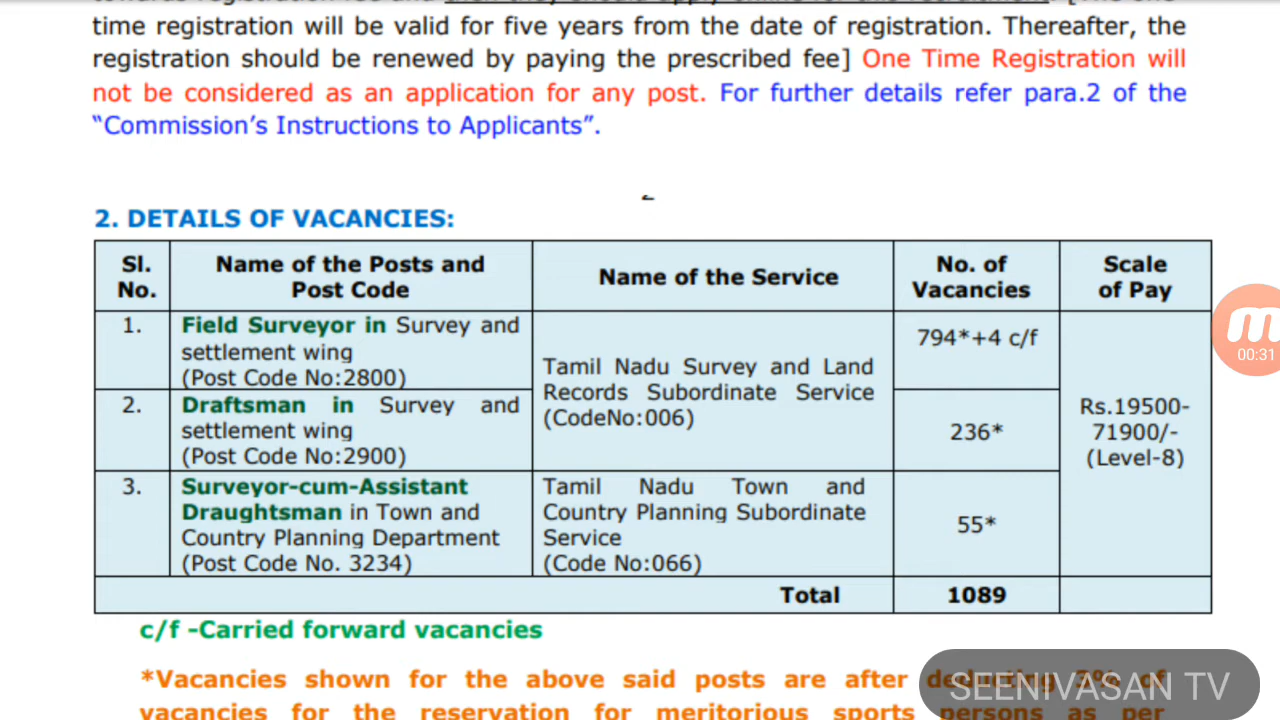 time registration will be valid for five years from the date of registration. Thereafter, the
registration should be renewed by paying the prescribed fee] One Time Registration will
not be considered as an application for any post. For further details refer para.2 of the
“Commission’s Instructions to Applicants”.
2. DETAILS OF VACANCIES:
Sl. No. Name of the Posts and Post Code Name of the Service No. of Vacancies Scale of Pay
1. Field Surveyor in Survey and
settlement wing
(Post Code No:2800)
Tamil Nadu Survey and Land
Records Subordinate Service
(CodeNo:006)
794*+4 c/f
Rs.19500-
71900/-
(Level-8)
2. Draftsman in Survey and
settlement wing
(Post Code No:2900)
236*
3. Surveyor-cum-Assistant
Draughtsman in Town and
Country Planning Department
(Post Code No. 3234)
Tamil Nadu Town and
Country Planning Subordinate
Service
(Code No:066)
55*
Total 1089
c/f -Carried forward vacancies
*Vacancies shown for the above said posts are after deducting of
vacancies for the reservation for meritorious sports persons as per
00:31
SEENIVASAN TV